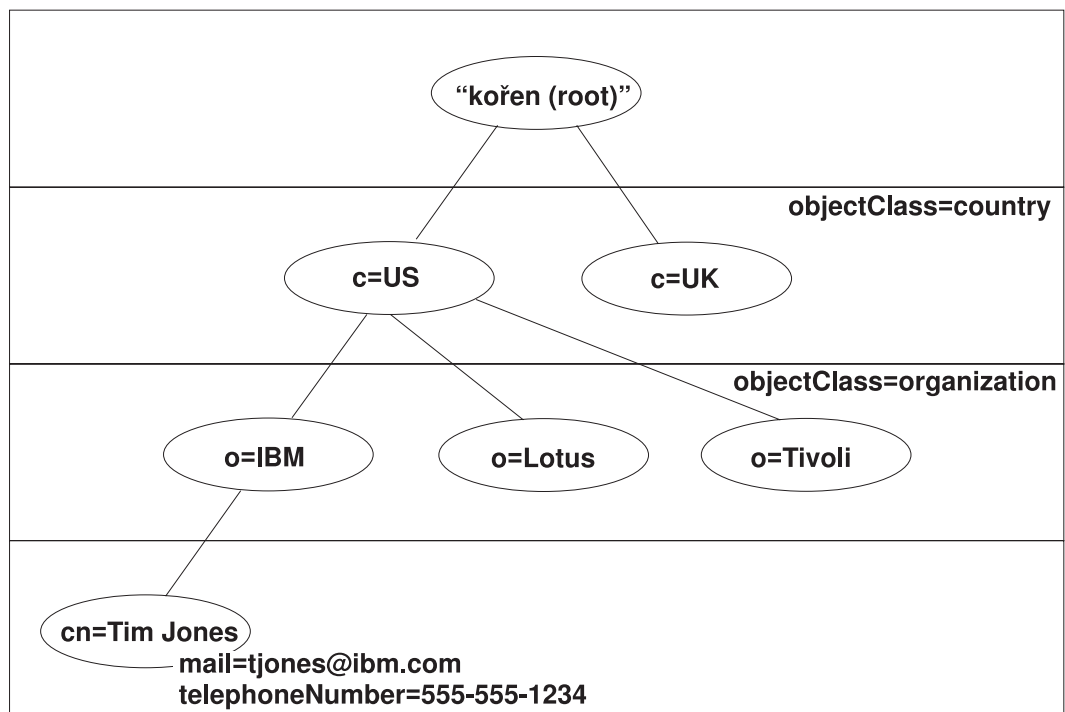 “kořen (root)”
objectClass=country
c=US
c=UK
objectClass=organization
o=IBM
o=Lotus
o=Tivoli
cn=Tim Jones
mail=tjones@ibm.com
telephoneNumber=555-555-1234